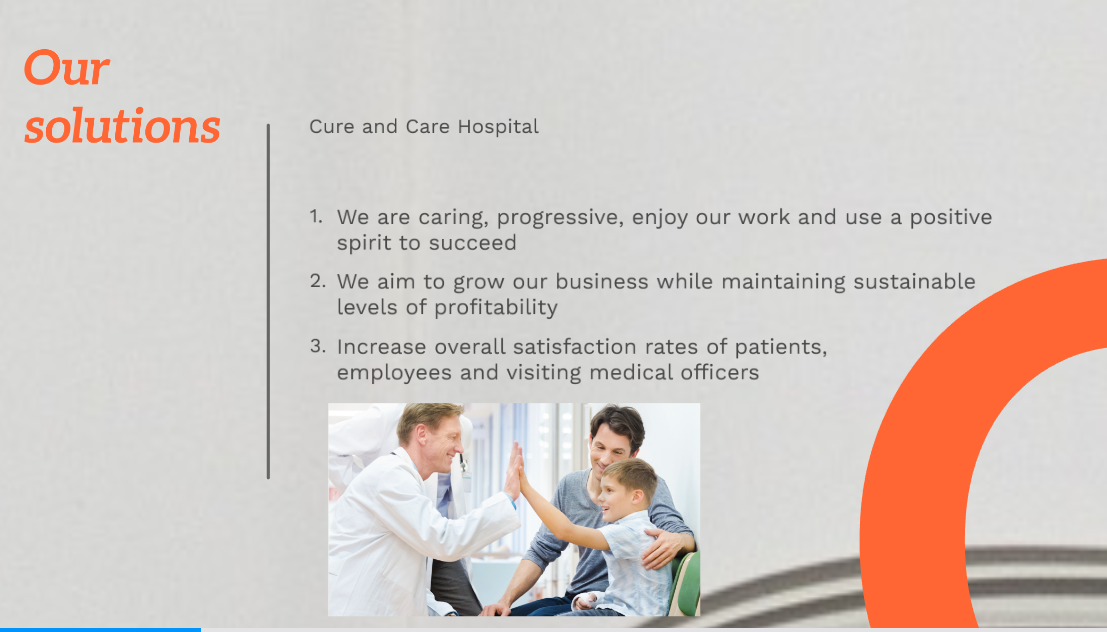 Our
solutions
Cure and Care Hospital
1. We are caring, progressive, enjoy our work and use a positive
spirit to succeed
2. We aim to grow our business while maintaining sustainable
levels of profitability
3. Increase overall satisfaction rates of patients,
employees and visiting medical officers